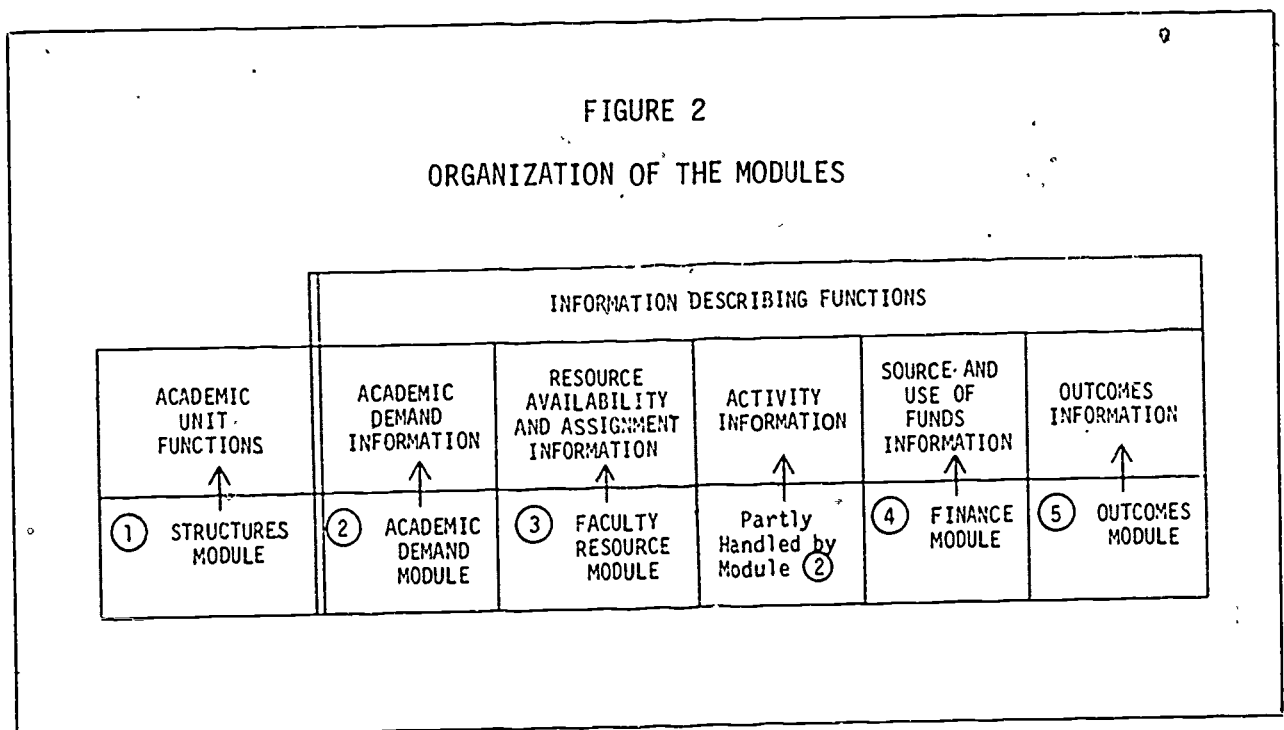 FIGURE 2
ORGANIZATION OF THE MODULES
INFORMATION DESCRIBING FUNCTIONS
ACADEMIC
UNIT
FUNCTIONS
ACADEMIC
DEMAND
INFORMATION
RESOURCE
AVAILABILITY
AND ASSIGNMENT
INFORMATION
ACTIVITY
INFORMATION
SOURCE AND
USE OF
FUNDS
INFORMATION
OUTCOMES
INFORMATION
1 STRUCTURES
MODULE
2 ACADEMIC
DEMAND
MODULE
3 FACULTY
RESOURCE
MODULE
Partly
Handled by
Module 2
4 FINANCE
MODULE
5 OUTCOMES
MODULE